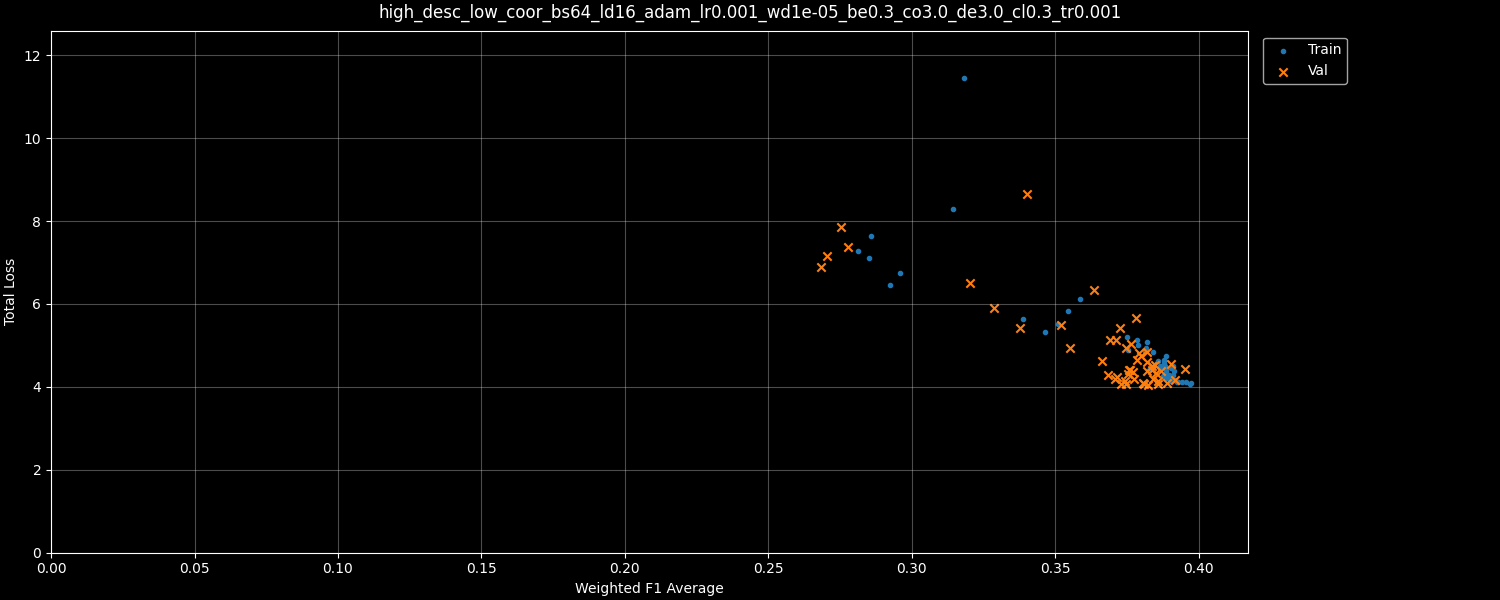 high_desc_low_coor_bs64_ld16_adam_lr0.001_wd1e-05_be0.3_co3.0_de3.0_cl0.3_tr0.001
Train
Val
12
10
8
6
4
2
0
Total Loss
0.00 0.05 0.10 0.15 0.20 0.25 0.30 0.35 0.40
Weighted F1 Average